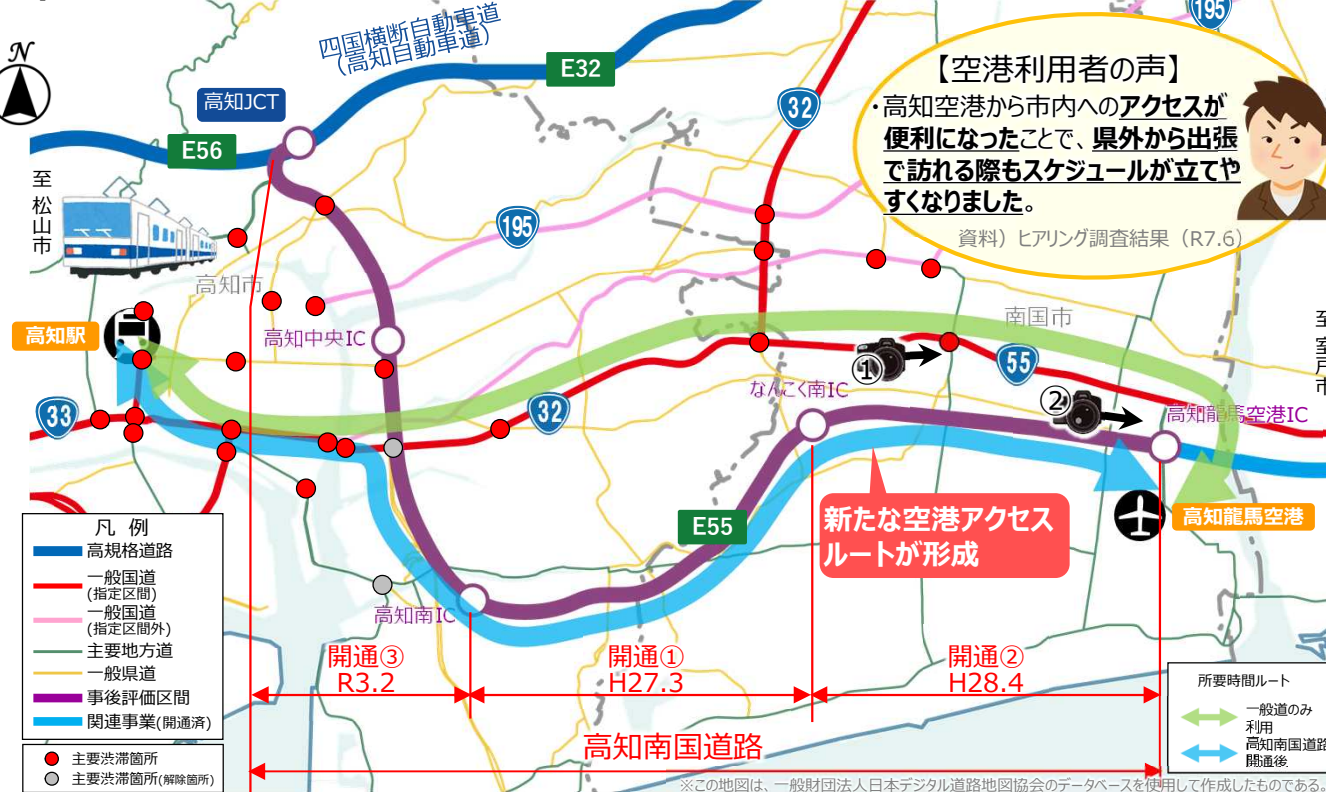 195
四国横断自動車道
(高知自動車道)
N
E32
【空港利用者の声】
・高知空港から市内へのアクセスが
便利になったことで、県外から出張
で訪れる際もスケジュールが立てや
すくなりました。
資料）ヒアリング調査結果（R7.6）
高知JCT
32
E56
至松山市
195
高知市
高知駅
高知中央IC
南国市
至室戸市
①
55
なんこく南IC
②
高知龍馬空港IC
33
32
新たな空港アクセス
ルートが形成
E55
高知龍馬空港
凡 例
高規格道路
一般国道
(指定区間)
一般国道
(指定区間外)
主要地方道
一般県道
事後評価区間
関連事業(開通済)
主要渋滞箇所
主要渋滞箇所(解除箇所)
高知南IC
開通③
R3.2
開通①
H27.3
開通②
H28.4
高知南国道路
所要時間ルート
一般道のみ
利用
高知南国道路
開通後
※この地図は、一般財団法人日本デジタル道路地図協会のデータベースを使用して作成したものである。